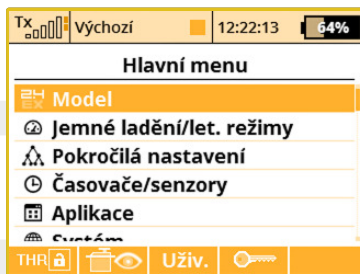 Tx Výchozí 12:22:13 64%
Hlavní menu
Model
Jemné ladění/let. režimy
Pokročilá nastavení
Časovače/senzory
Aplikace
Systém
THR Uživ.